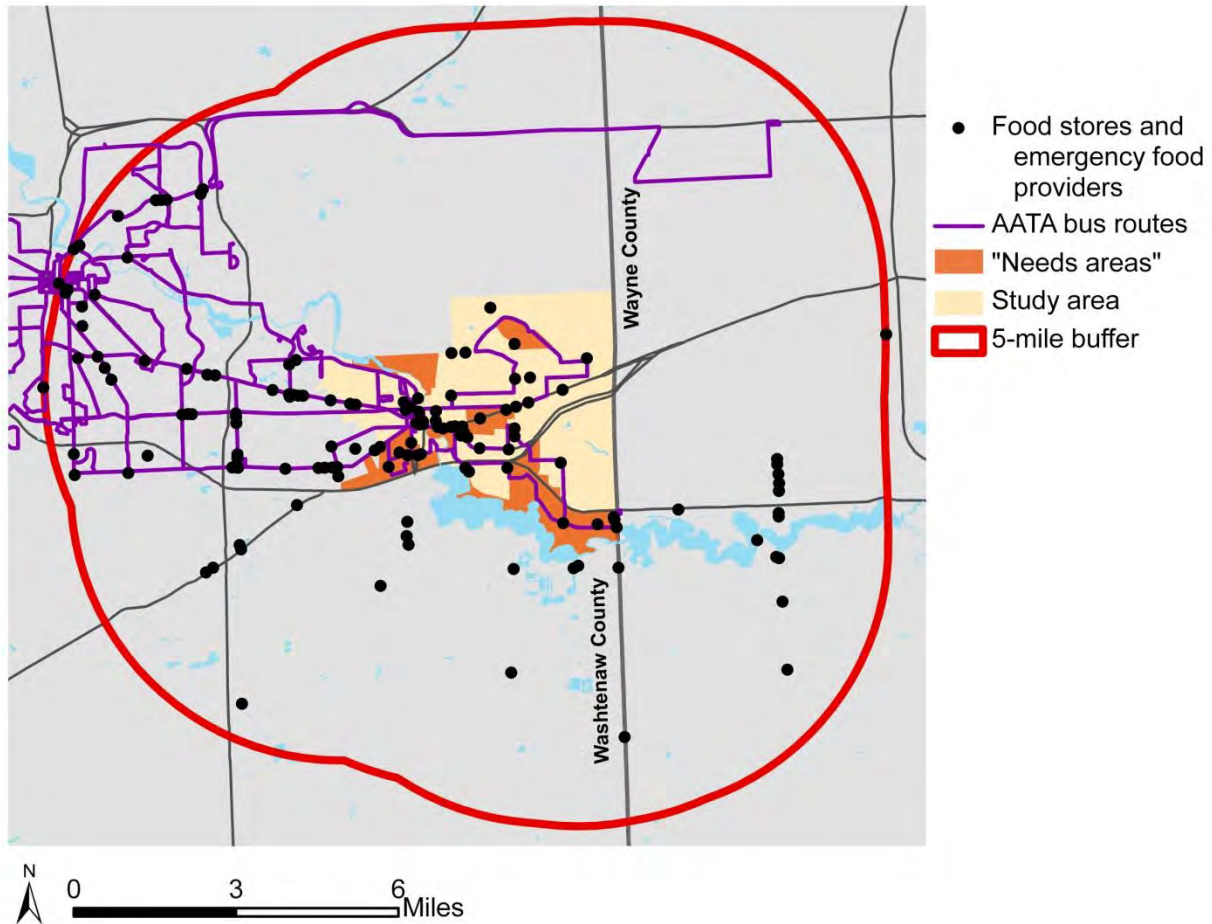 Wayne County
Washtenaw County
Food stores and
emergency food
providers
AATA bus routes
"Needs areas"
Study area
5-mile buffer
N
0 3 6
Miles